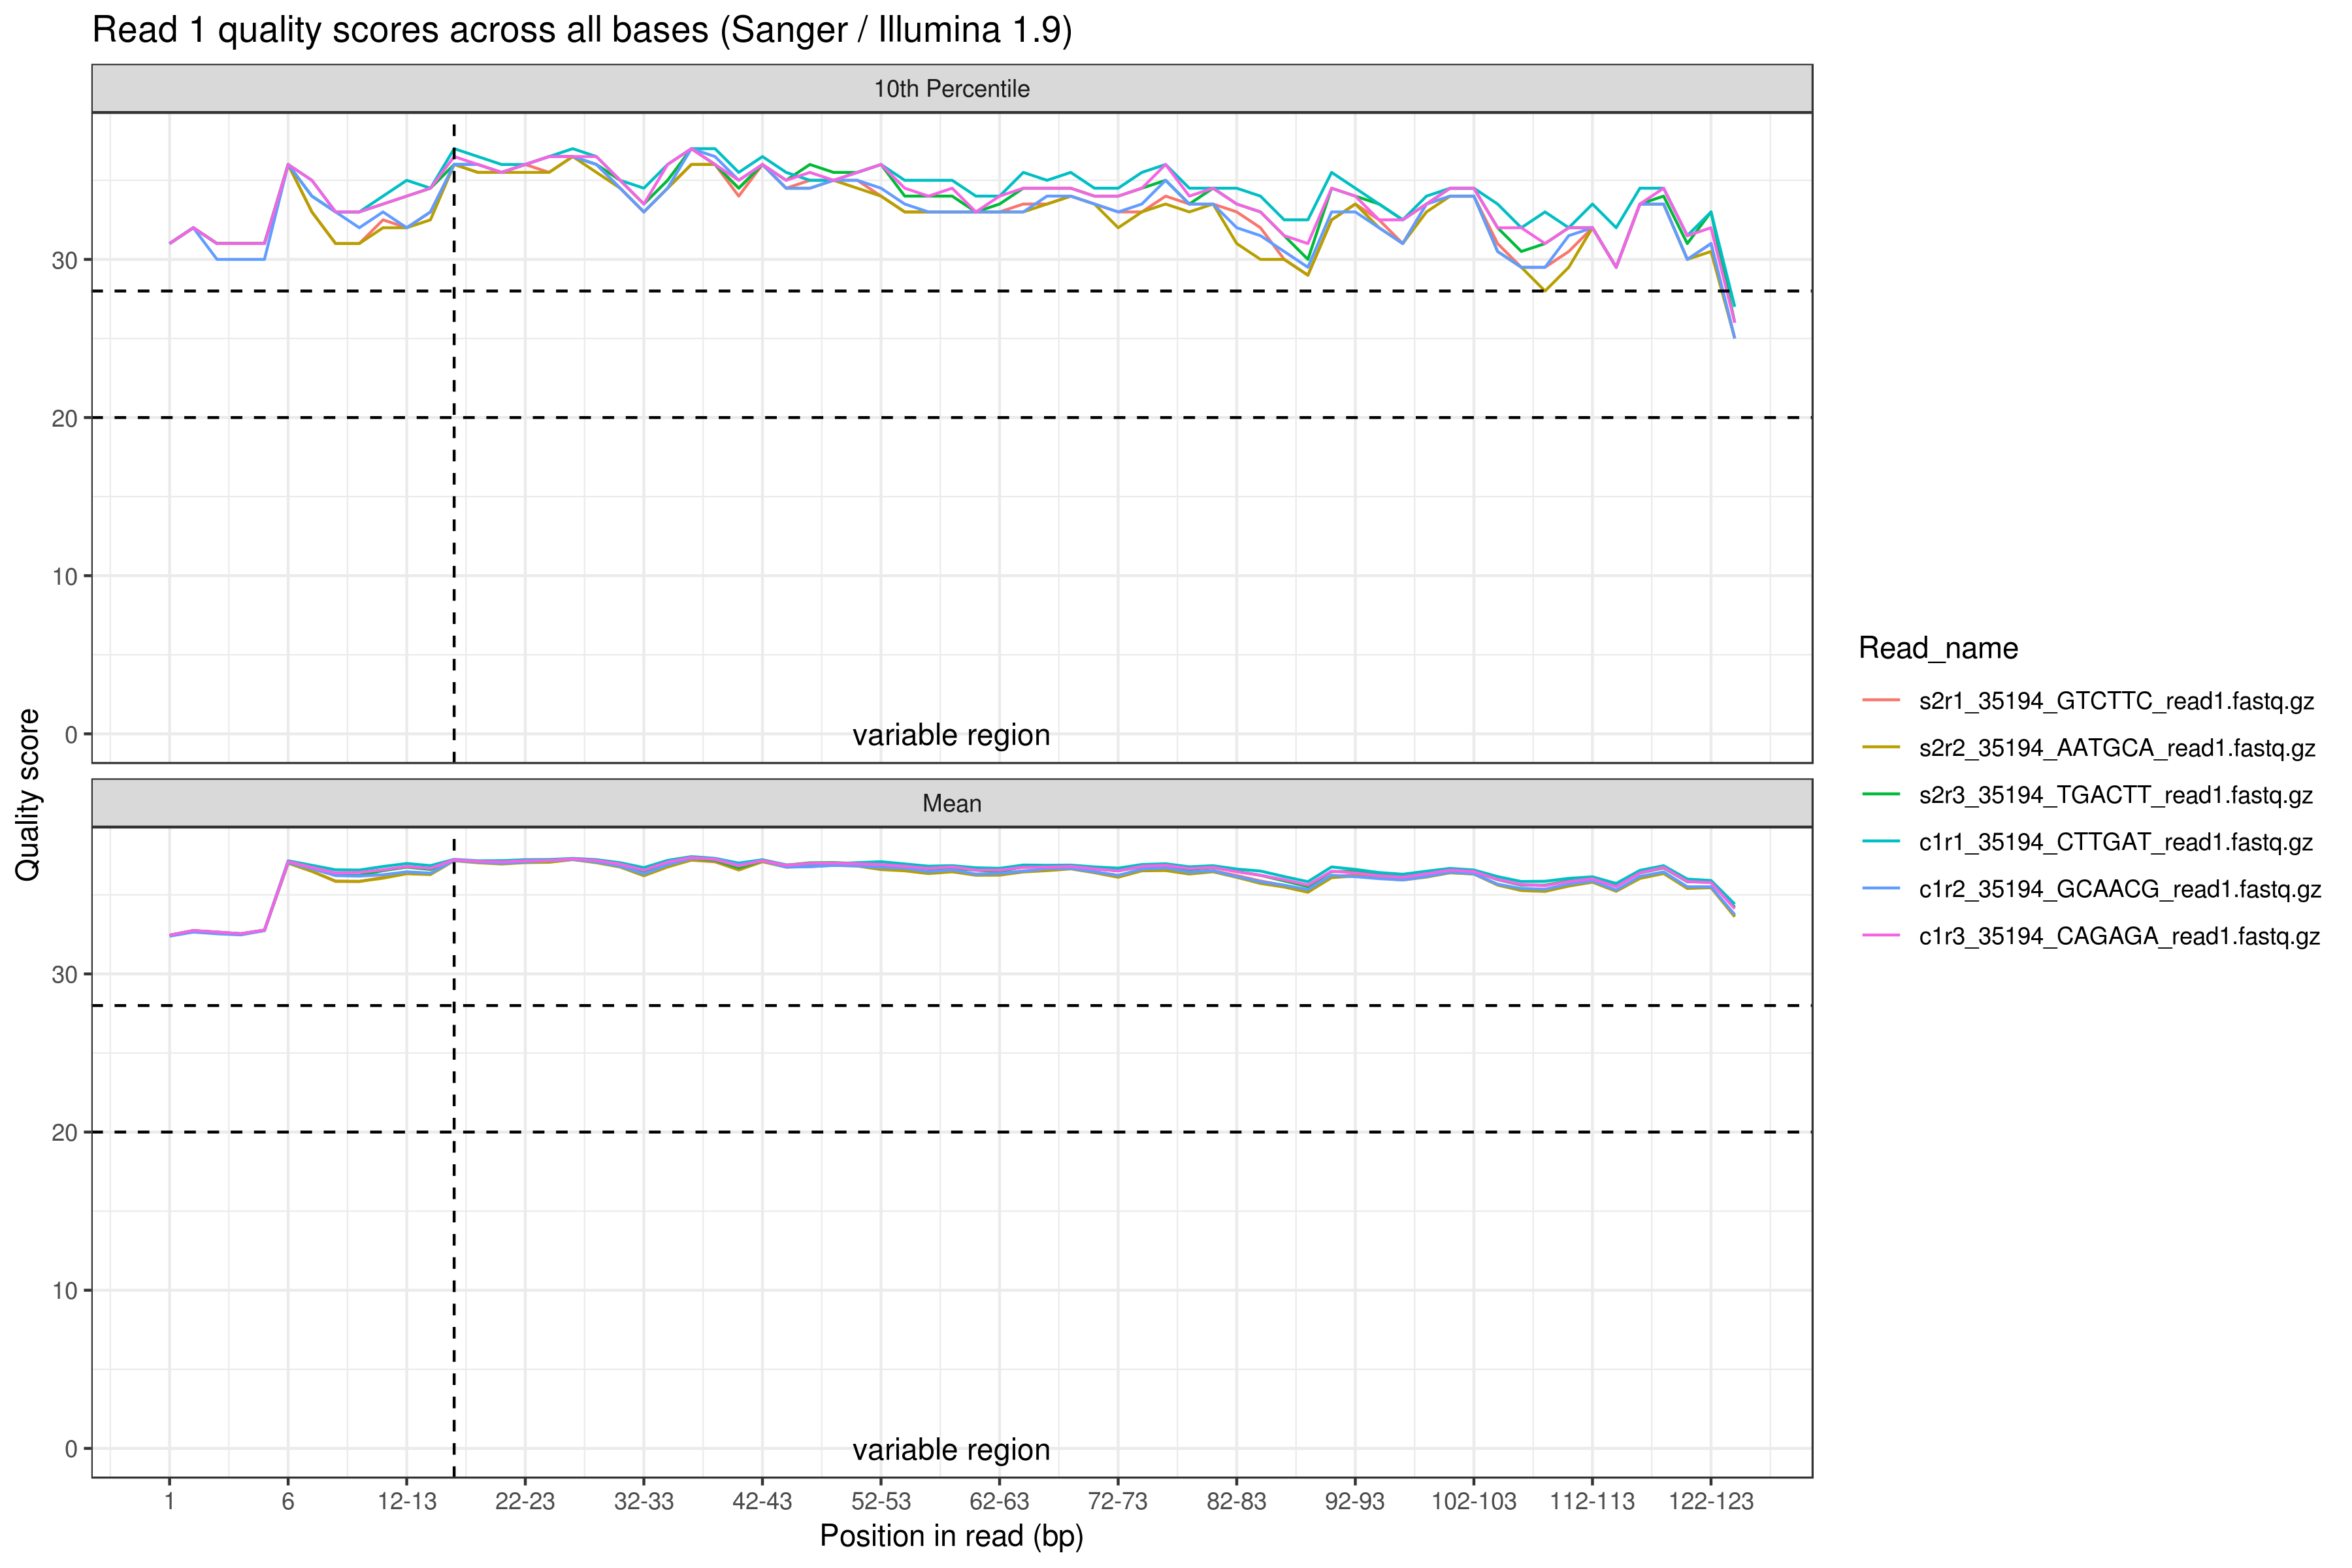 Read 1 quality scores across all bases (Sanger / Illumina 1.9)
10th Percentile
30
20
10
0
variable region
Mean
30
20
10
0
variable region
1 6 12-13 22-23 32-33 42-43 52-53 62-63 72-73 82-83 92-93 102-103 112-113 122-123
Position in read (bp)
Quality score
Read_name
s2r1_35194_GTCTTC_read1.fastq.gz
s2r2_35194_AATGCA_read1.fastq.gz
s2r3_35194_TGACTT_read1.fastq.gz
c1r1_35194_CTTGAT_read1.fastq.gz
c1r2_35194_GCAACG_read1.fastq.gz
c1r3_35194_CAGAGA_read1.fastq.gz